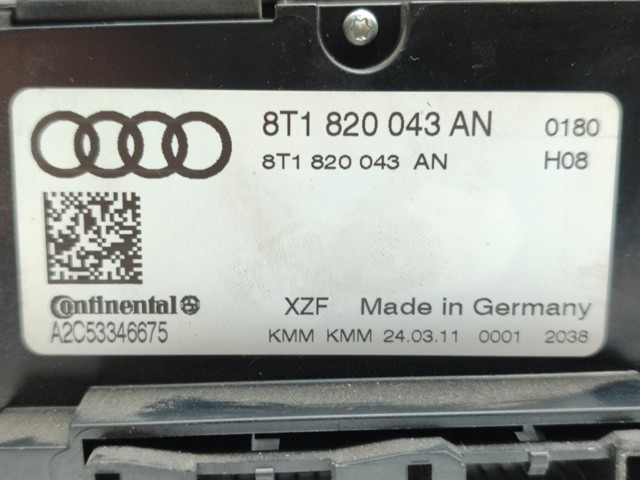 8T1 820 043 AN 0180
8T1 820 043 AN H08
Continental
A2C53346675
XZF Made in Germany
KMM KMM 24.03.11 0001 2038